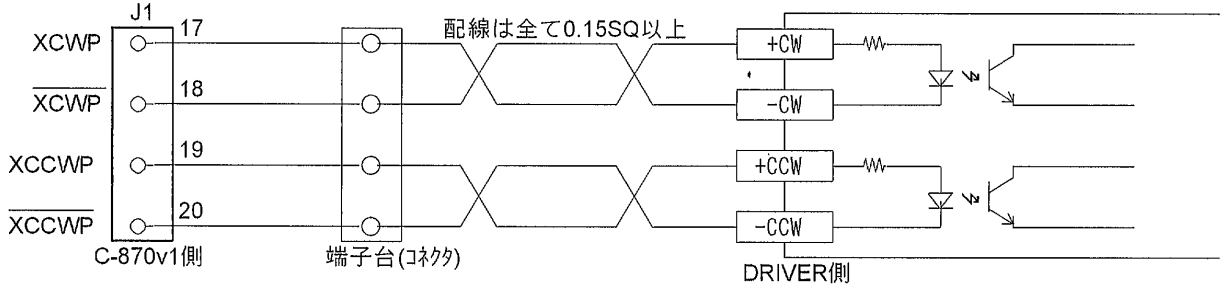 J1
配線は全て0.15SQ以上
XCWP
17
+CW
X̅C̅W̅P̅
18
−CW
XCCWP
19
+CCW
X̅C̅C̅W̅P̅
20
−CCW
C-870v1側
端子台(コネクタ)
DRIVER側